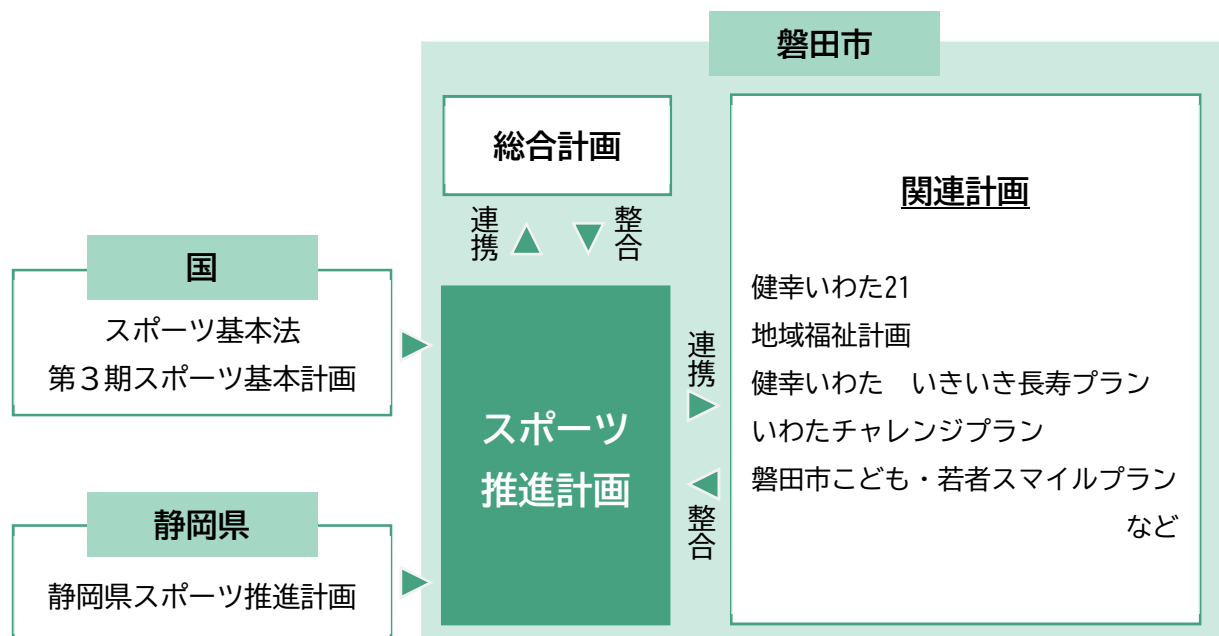 磐田市
総合計画
連携
整合
国
スポーツ基本法
第３期スポーツ基本計画
静岡県
静岡県スポーツ推進計画
スポーツ
推進計画
連携
整合
関連計画
健幸いわた21
地域福祉計画
健幸いわた　いきいき長寿プラン
いわたチャレンジプラン
磐田市こども・若者スマイルプラン
など